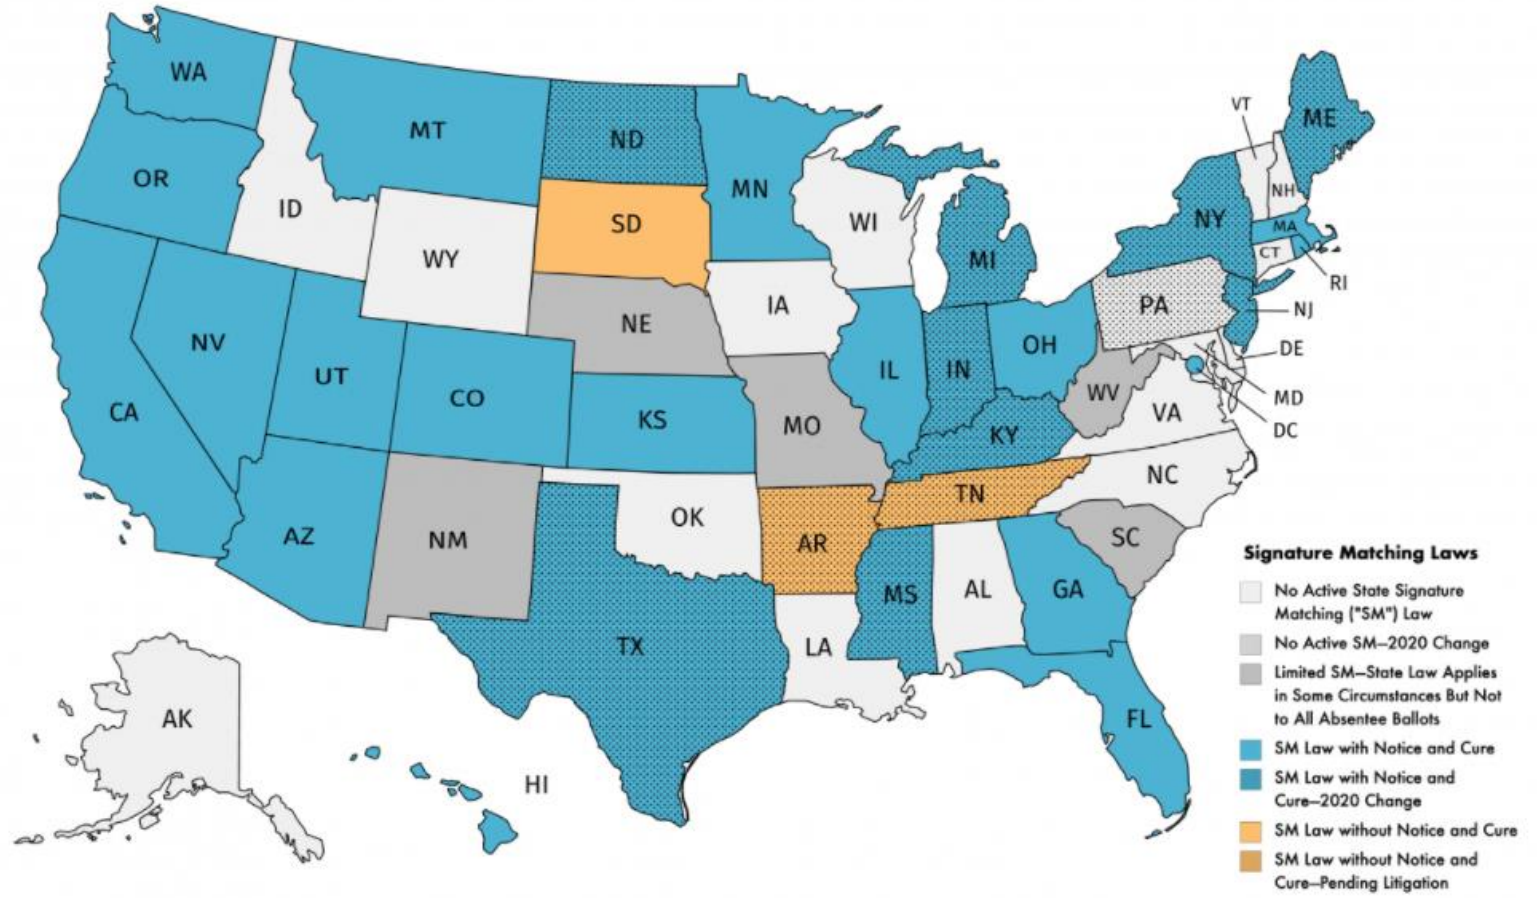 WA
VT
ME
MT
ND
OR
MN
NH
ID
SD
WI
NY
MA
WY
MI
CT
RI
IA
PA
NE
NJ
NV
OH
DE
UT
IL
IN
CO
MD
CA
KS
MO
WV
VA
DC
KY
NC
TN
OK
AZ
NM
AR
SC
MS
AL
GA
TX
LA
AK
FL
HI
Signature Matching Laws
No Active State Signature
Matching ("SM") Law
No Active SM—2020 Change
Limited SM—State Law Applies
in Some Circumstances But Not
to All Absentee Ballots
SM Law with Notice and Cure
SM Law with Notice and
Cure—2020 Change
SM Law without Notice and Cure
SM Law without Notice and
Cure—Pending Litigation